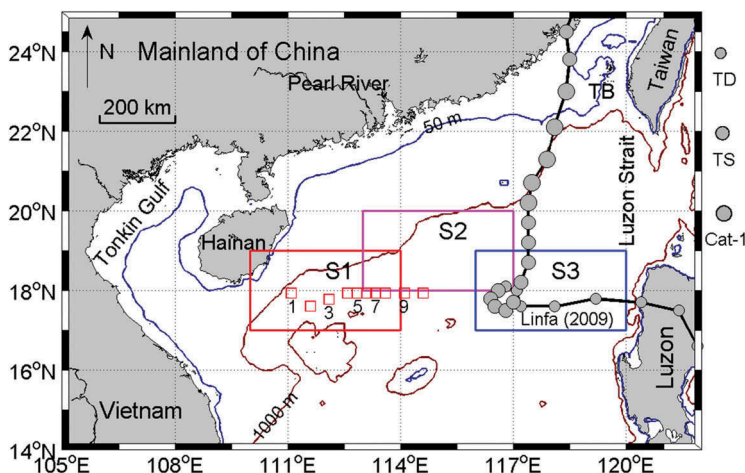 24°N
22°N
20°N
18°N
16°N
14°N
105°E
108°E
111°E
114°E
117°E
120°E
N
Mainland of China
200 km
Pearl River
50 m
TB
Taiwan
TD
TS
Cat-1
Tonkin Gulf
Hainan
Luzon Strait
S1
S2
S3
1
3
5
7
9
Linfa (2009)
Luzon
1000 m
Vietnam